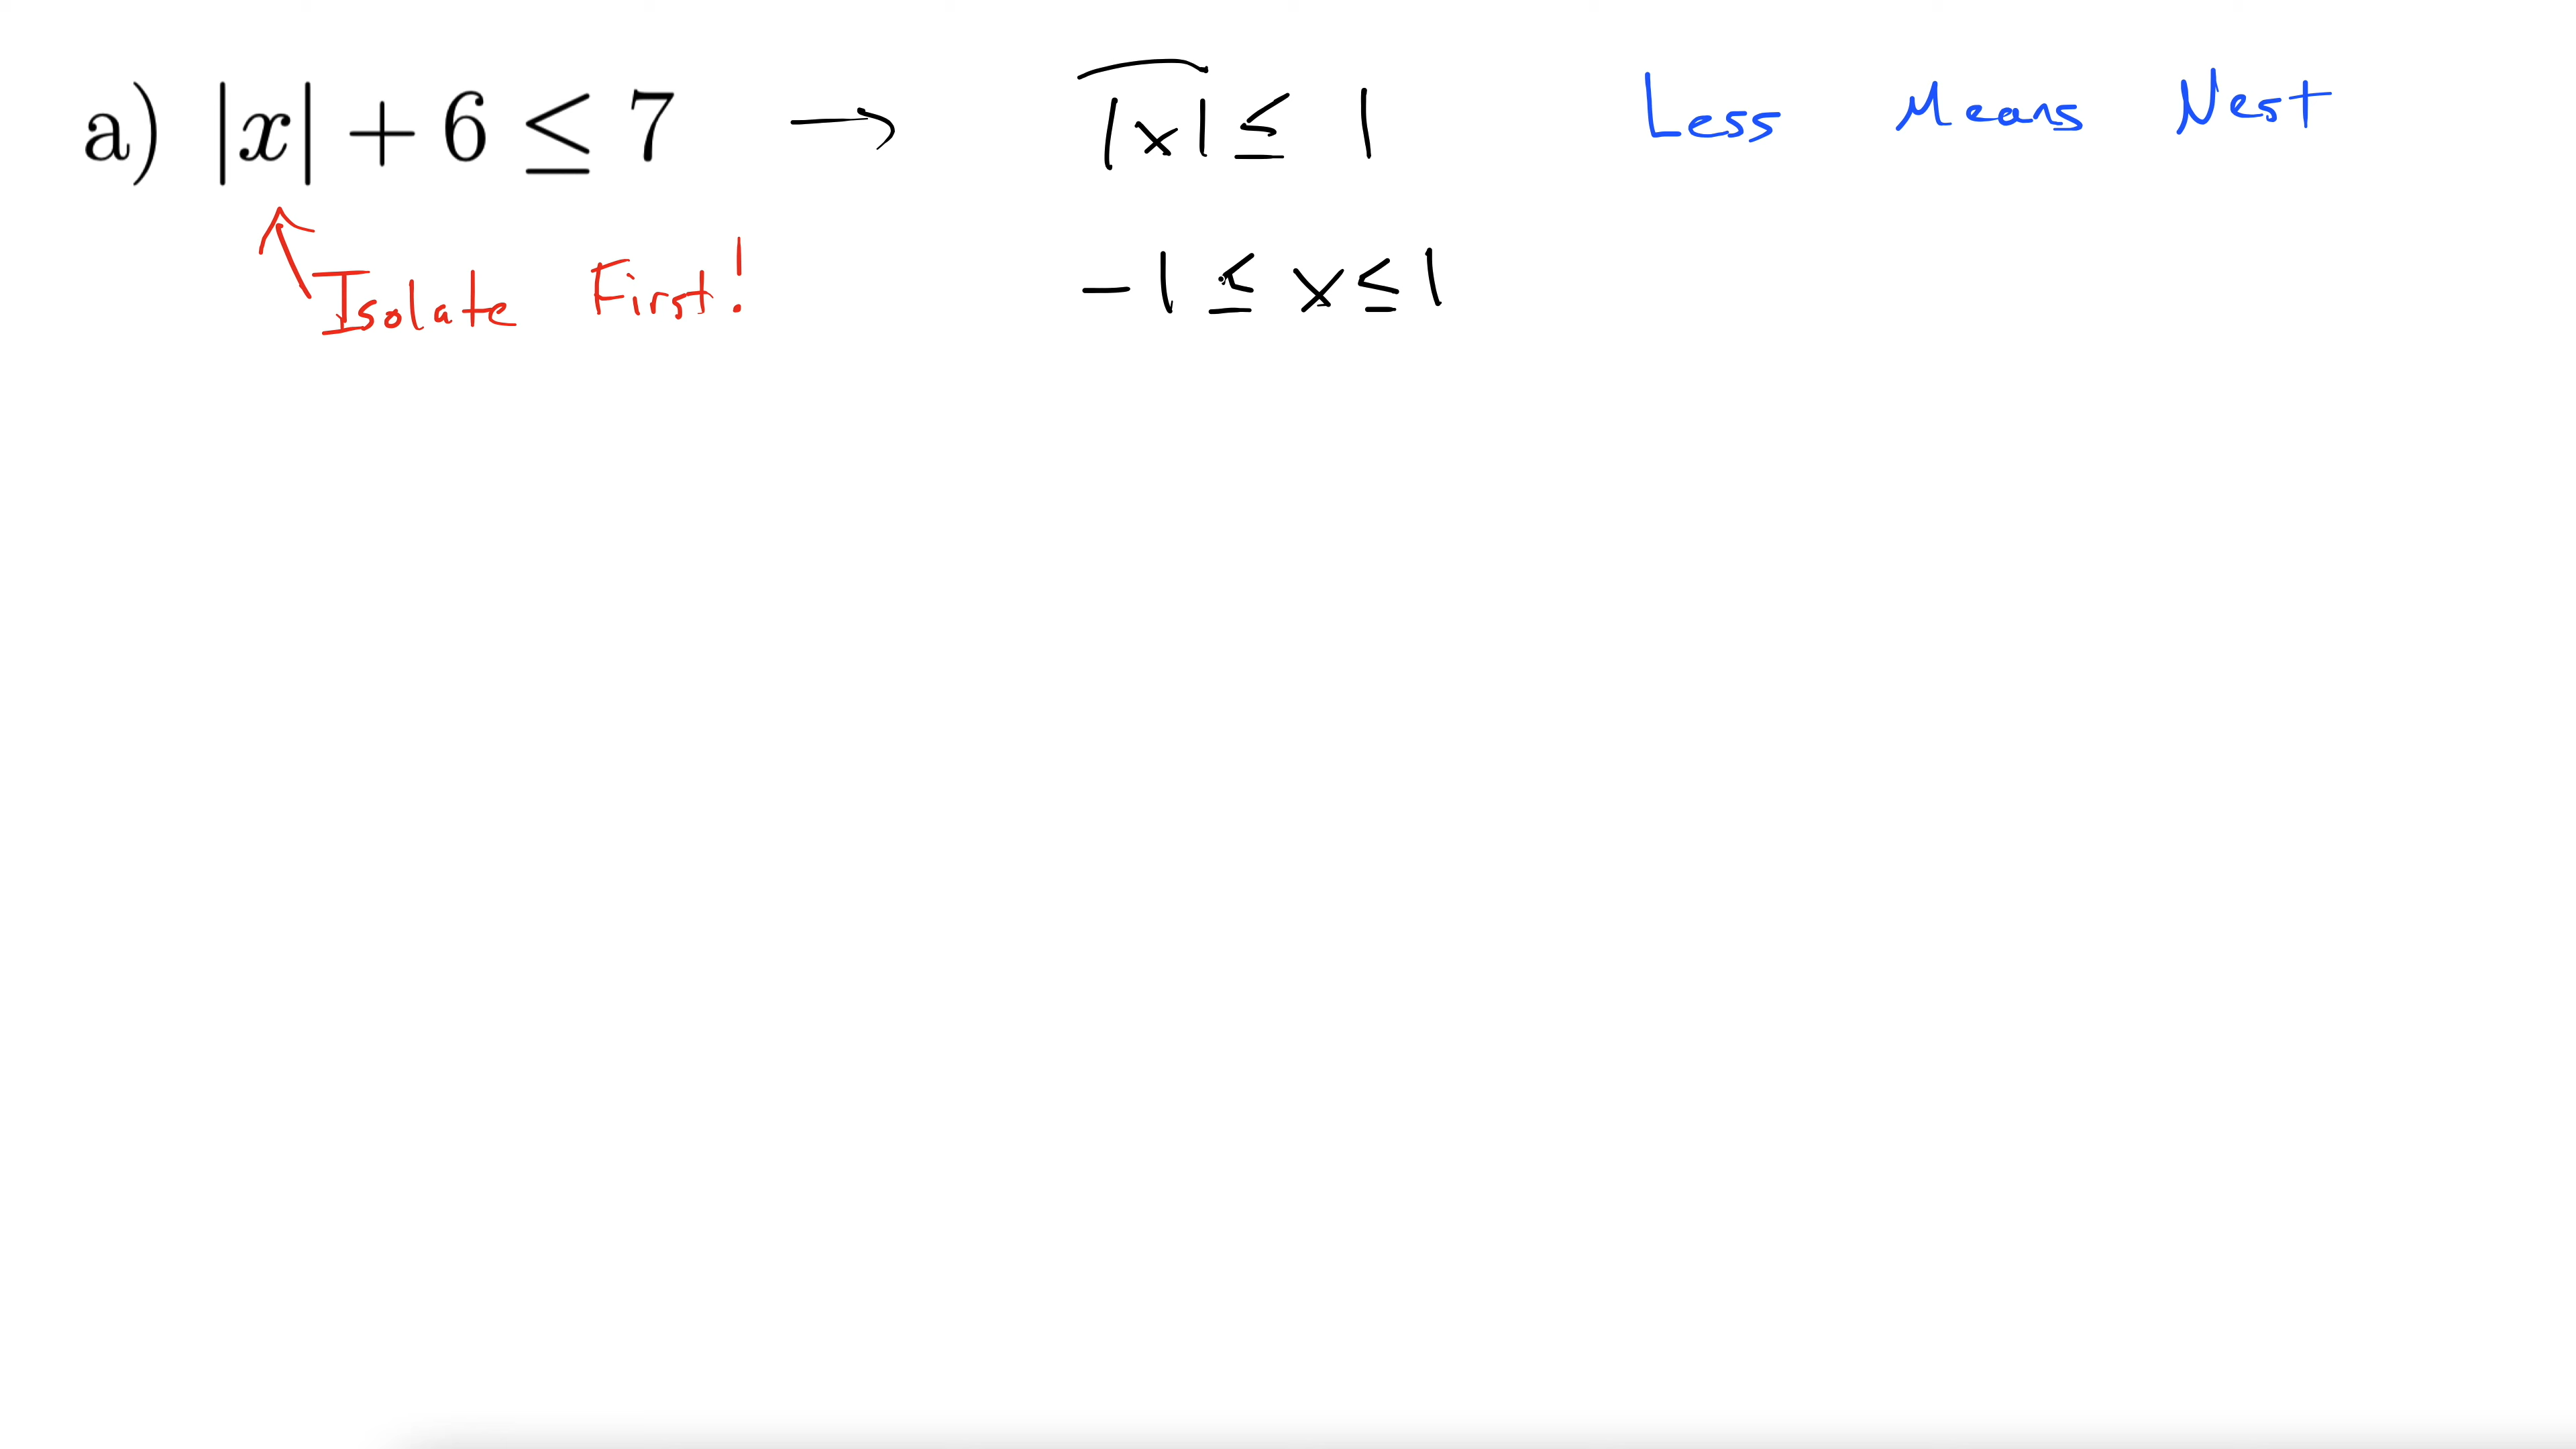 a) |x| + 6 ≤ 7 → |x| ≤ 1 Less Means Nest
Isolate First! -1 ≤ x ≤ 1